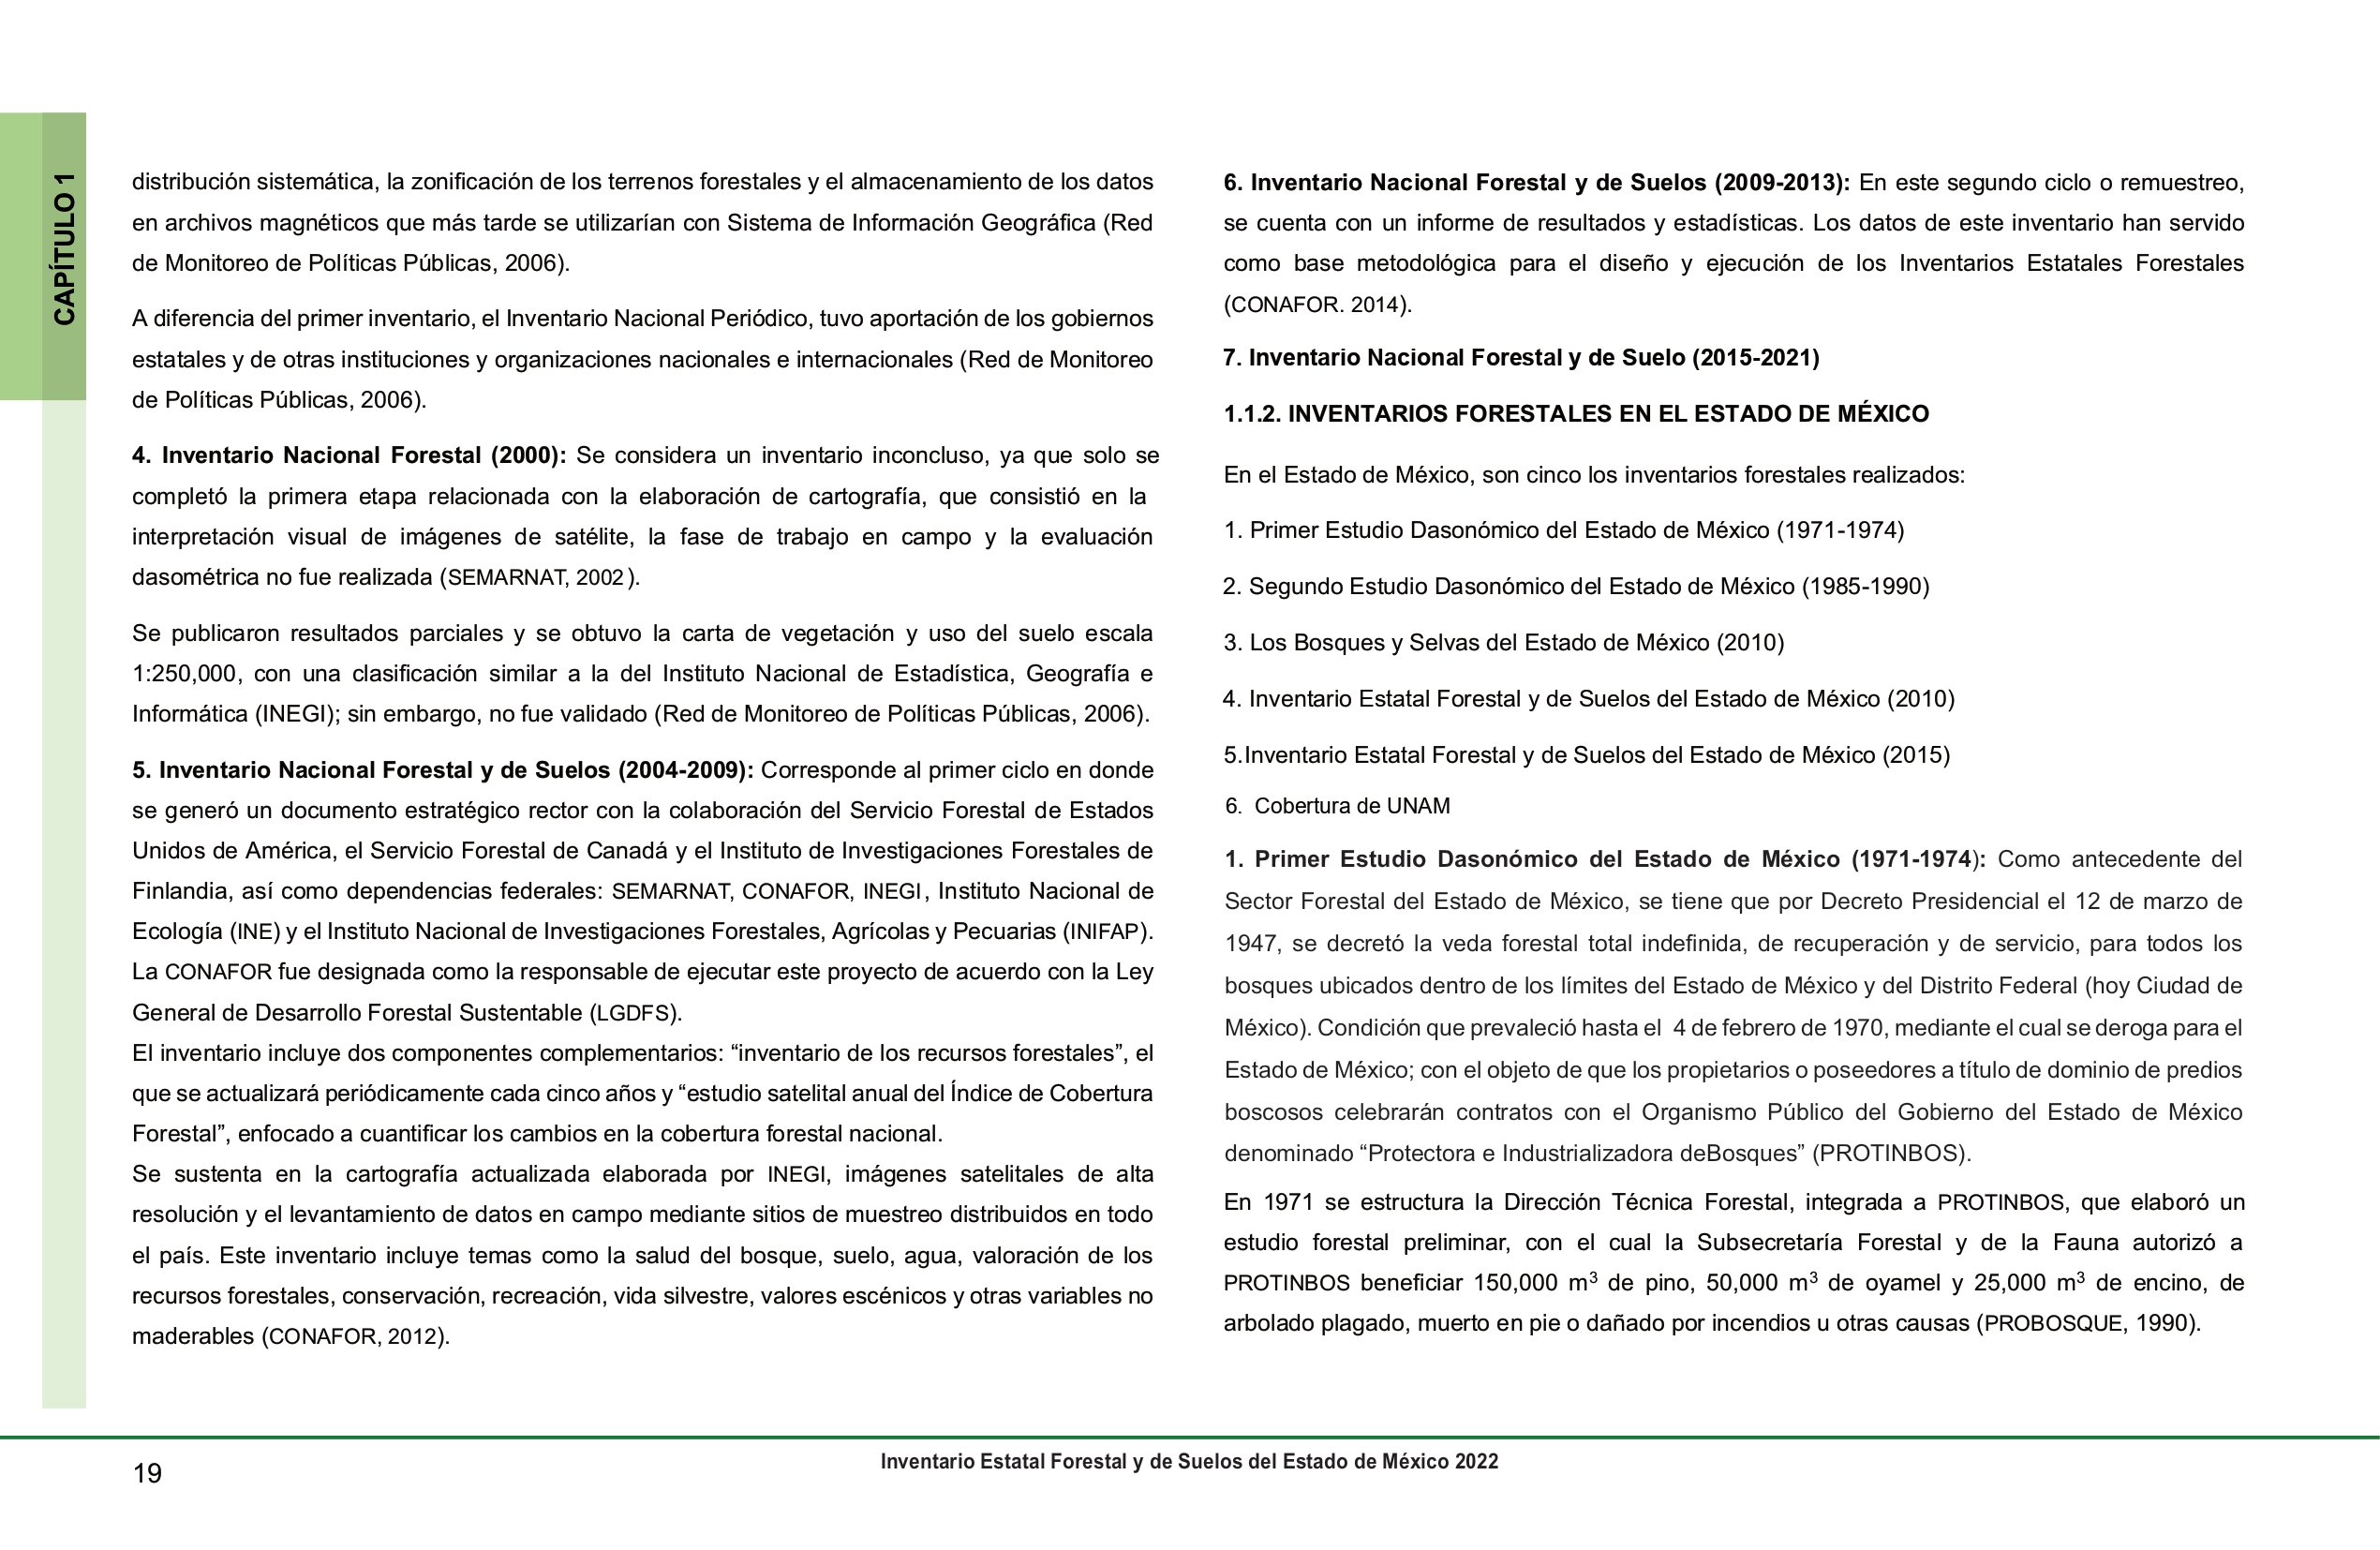 CAPÍTULO 1
distribución sistemática, la zonificación de los terrenos forestales y el almacenamiento de los datos
en archivos magnéticos que más tarde se utilizarían con Sistema de Información Geográfica (Red
de Monitoreo de Políticas Públicas, 2006).
A diferencia del primer inventario, el Inventario Nacional Periódico, tuvo aportación de los gobiernos
estatales y de otras instituciones y organizaciones nacionales e internacionales (Red de Monitoreo
de Políticas Públicas, 2006).
4. Inventario Nacional Forestal (2000): Se considera un inventario inconcluso, ya que solo se
completó la primera etapa relacionada con la elaboración de cartografía, que consistió en la
interpretación visual de imágenes de satélite, la fase de trabajo en campo y la evaluación
dasométrica no fue realizada (SEMARNAT, 2002).
Se publicaron resultados parciales y se obtuvo la carta de vegetación y uso del suelo escala
1:250,000, con una clasificación similar a la del Instituto Nacional de Estadística, Geografía e
Informática (INEGI); sin embargo, no fue validado (Red de Monitoreo de Políticas Públicas, 2006).
5. Inventario Nacional Forestal y de Suelos (2004-2009): Corresponde al primer ciclo en donde
se generó un documento estratégico rector con la colaboración del Servicio Forestal de Estados
Unidos de América, el Servicio Forestal de Canadá y el Instituto de Investigaciones Forestales de
Finlandia, así como dependencias federales: SEMARNAT, CONAFOR, INEGI, Instituto Nacional de
Ecología (INE) y el Instituto Nacional de Investigaciones Forestales, Agrícolas y Pecuarias (INIFAP).
La CONAFOR fue designada como la responsable de ejecutar este proyecto de acuerdo con la Ley
General de Desarrollo Forestal Sustentable (LGDFS).
El inventario incluye dos componentes complementarios: “inventario de los recursos forestales”, el
que se actualizará periódicamente cada cinco años y “estudio satelital anual del Índice de Cobertura
Forestal”, enfocado a cuantificar los cambios en la cobertura forestal nacional.
Se sustenta en la cartografía actualizada elaborada por INEGI, imágenes satelitales de alta
resolución y el levantamiento de datos en campo mediante sitios de muestreo distribuidos en todo
el país. Este inventario incluye temas como la salud del bosque, suelo, agua, valoración de los
recursos forestales, conservación, recreación, vida silvestre, valores escénicos y otras variables no
maderables (CONAFOR, 2012).
6. Inventario Nacional Forestal y de Suelos (2009-2013): En este segundo ciclo o remuestreo,
se cuenta con un informe de resultados y estadísticas. Los datos de este inventario han servido
como base metodológica para el diseño y ejecución de los Inventarios Estatales Forestales
(CONAFOR. 2014).
7. Inventario Nacional Forestal y de Suelo (2015-2021)
1.1.2. INVENTARIOS FORESTALES EN EL ESTADO DE MÉXICO
En el Estado de México, son cinco los inventarios forestales realizados:
1. Primer Estudio Dasonómico del Estado de México (1971-1974)
2. Segundo Estudio Dasonómico del Estado de México (1985-1990)
3. Los Bosques y Selvas del Estado de México (2010)
4. Inventario Estatal Forestal y de Suelos del Estado de México (2010)
5.Inventario Estatal Forestal y de Suelos del Estado de México (2015)
6. Cobertura de UNAM
1. Primer Estudio Dasonómico del Estado de México (1971-1974): Como antecedente del
Sector Forestal del Estado de México, se tiene que por Decreto Presidencial el 12 de marzo de
1947, se decretó la veda forestal total indefinida, de recuperación y de servicio, para todos los
bosques ubicados dentro de los límites del Estado de México y del Distrito Federal (hoy Ciudad de
México). Condición que prevaleció hasta el 4 de febrero de 1970, mediante el cual se deroga para el
Estado de México; con el objeto de que los propietarios o poseedores a título de dominio de predios
boscosos celebrarán contratos con el Organismo Público del Gobierno del Estado de México
denominado “Protectora e Industrializadora deBosques” (PROTINBOS).
En 1971 se estructura la Dirección Técnica Forestal, integrada a PROTINBOS, que elaboró un
estudio forestal preliminar, con el cual la Subsecretaría Forestal y de la Fauna autorizó a
PROTINBOS beneficiar 150,000 m³ de pino, 50,000 m³ de oyamel y 25,000 m³ de encino, de
arbolado plagado, muerto en pie o dañado por incendios u otras causas (PROBOSQUE, 1990).
19
Inventario Estatal Forestal y de Suelos del Estado de México 2022